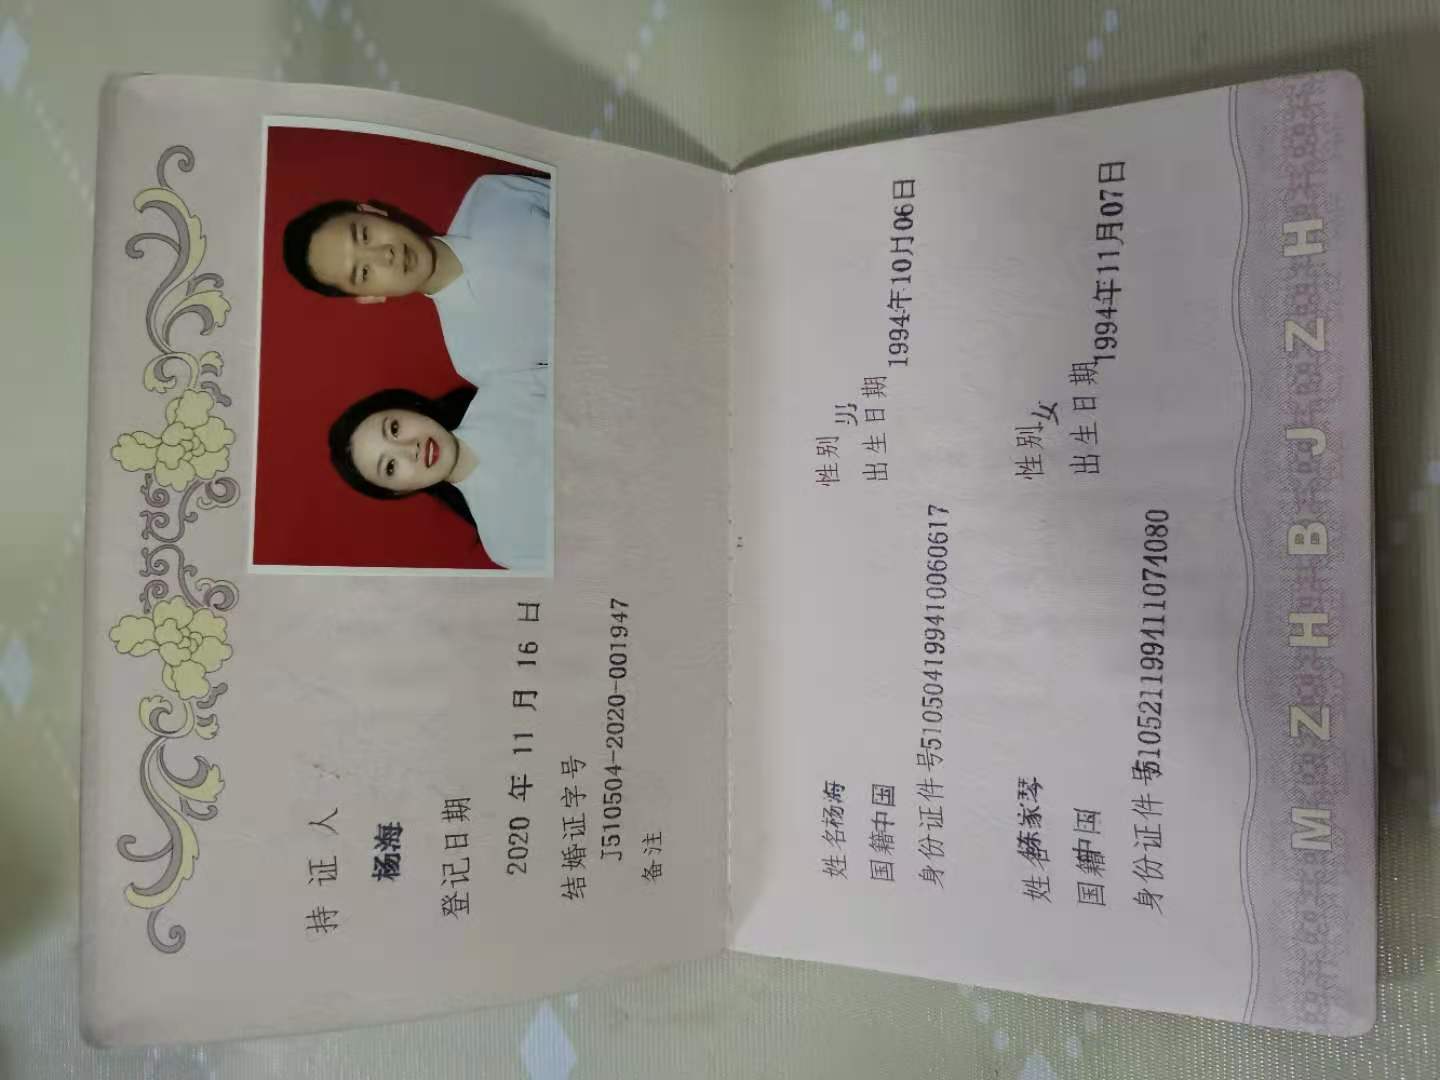 持 证 人
杨海
登记日期
2020 年 11 月 16 日
结婚证字号
J510504-2020-001947
备注
姓名杨海 性别 男
国籍中国 出生日期 1994年10月06日
身份证件号510504199410060617
姓名陈家琴 性别 女
国籍中国 出生日期 1994年11月07日
身份证件号510521199411074080
MZHBJZH